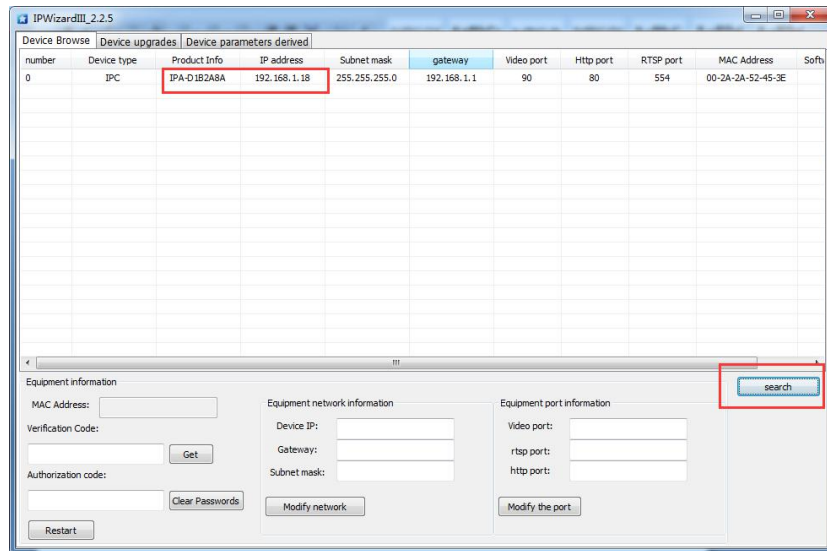 IPWizardIII_2.2.5
Device Browse Device upgrades Device parameters derived
number Device type Product Info IP address Subnet mask gateway Video port Http port RTSP port MAC Address Softw
0 IPC IPA-D1B2A8A 192.168.1.18 255.255.255.0 192.168.1.1 90 80 554 00-2A-2A-52-45-3E
Equipment information
search
MAC Address:
Equipment network information
Equipment port information
Verification Code:
Device IP:
Video port:
Get
Gateway:
rtsp port:
Authorization code:
Subnet mask:
http port:
Clear Passwords
Modify network
Modify the port
Restart